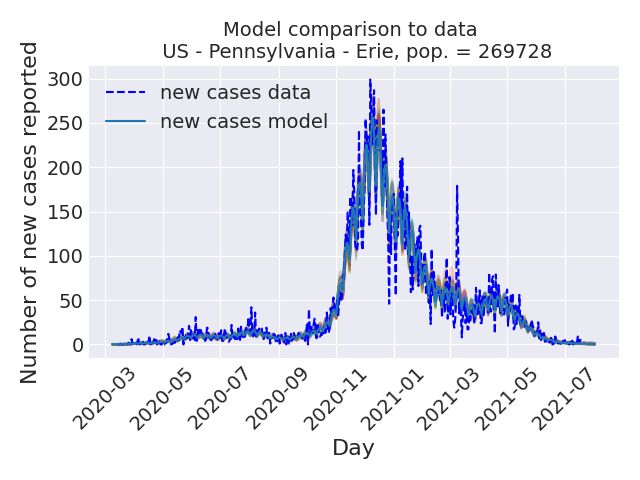 Model comparison to data
US - Pennsylvania - Erie, pop. = 269728
Number of new cases reported
300
250
200
150
100
50
0
new cases data
new cases model
2020-03
2020-05
2020-07
2020-09
2020-11
2021-01
2021-03
2021-05
2021-07
Day